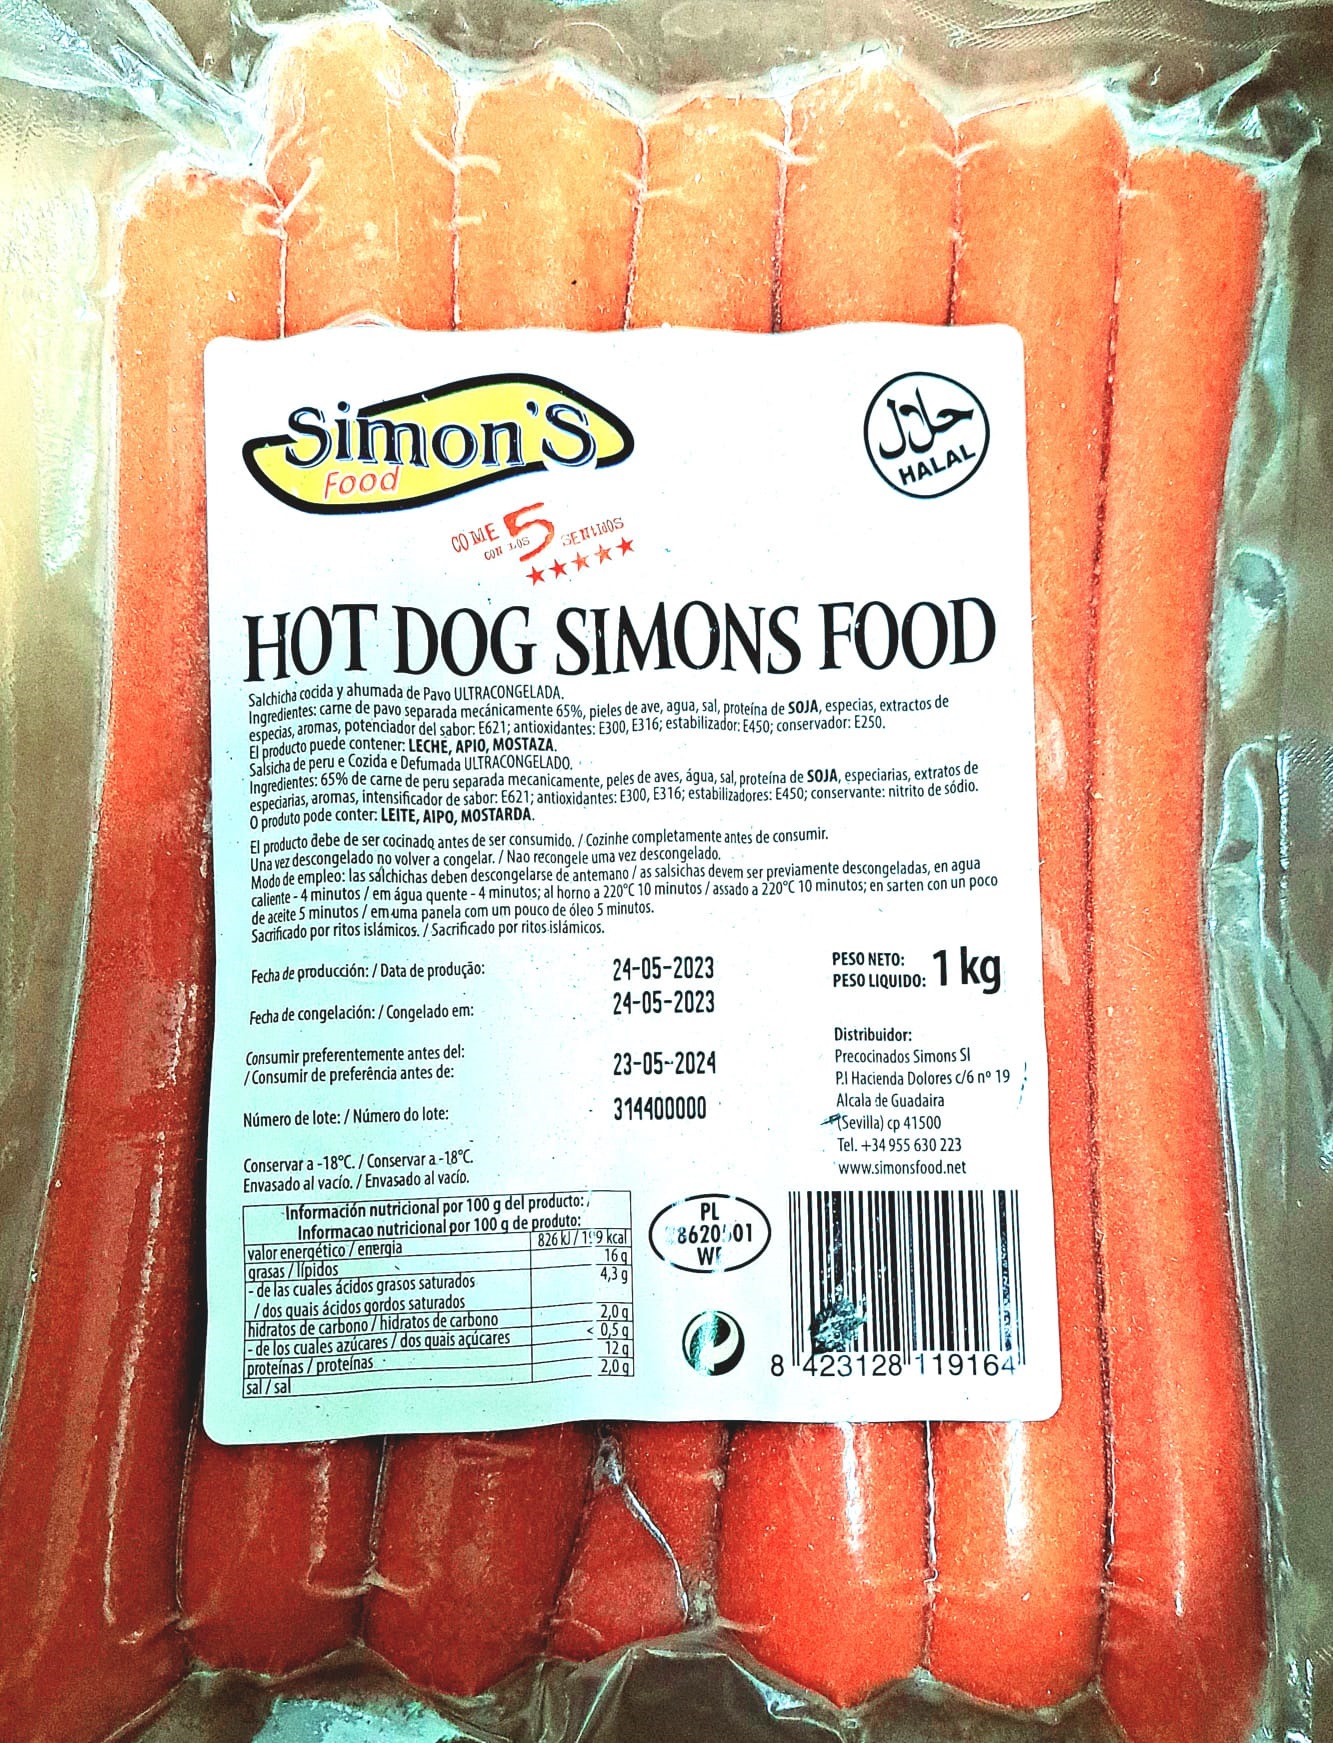 Simon'S
Food
COME CON LOS 5 SENTIDOS
حلال
HALAL
HOT DOG SIMONS FOOD
Salchicha cocida y ahumada de Pavo ULTRACONGELADA.
Ingredientes: carne de pavo separada mecánicamente 65%, pieles de ave, agua, sal, proteína de SOJA, especias, extractos de
especias, aromas, potenciador del sabor: E621; antioxidantes: E300, E316; estabilizador: E450; conservador: E250.
El producto puede contener: LECHE, APIO, MOSTAZA.
Salsicha de peru e Cozida e Defumada ULTRACONGELADO.
Ingredientes: 65% de carne de peru separada mecanicamente, peles de aves, água, sal, proteína de SOJA, especiarias, extratos de
especiarias, aromas, intensificador de sabor: E621; antioxidantes: E300, E316; estabilizadores: E450; conservante: nitrito de sódio.
O produto pode conter: LEITE, AIPO, MOSTARDA.
El producto debe de ser cocinado antes de ser consumido. / Cozinhe completamente antes de consumir.
Una vez descongelado no volver a congelar. / Nao recongele uma vez descongelado.
Modo de empleo: las salchichas deben descongelarse de antemano / as salsichas devem ser previamente descongeladas, en agua
caliente - 4 minutos / em água quente - 4 minutos; al horno a 220°C 10 minutos / assado a 220°C 10 minutos; en sarten con un poco
de aceite 5 minutos / em uma panela com um pouco de óleo 5 minutos.
Sacrificado por ritos islámicos. / Sacrificado por ritos islámicos.
Fecha de producción: / Data de produção: 24-05-2023
Fecha de congelación: / Congelado em: 24-05-2023
Consumir preferentemente antes del:
/ Consumir de preferência antes de: 23-05-2024
Número de lote: / Número do lote: 314400000
Conservar a -18°C. / Conservar a -18°C.
Envasado al vacío. / Envasado al vacío.
PESO NETO:
PESO LIQUIDO: 1 kg
Distribuidor:
Precocinados Simons Sl
P.I Hacienda Dolores c/6 nº 19
Alcala de Guadaira
(Sevilla) cp 41500
Tel. +34 955 630 223
www.simonsfood.net
Información nutricional por 100 g del producto:
Informacao nutricional por 100 g de produto:
valor energético / energia 826 kJ / kcal
grasas / lípidos 16 g
- de las cuales ácidos grasos saturados 4,3 g
/ dos quais ácidos gordos saturados
hidratos de carbono / hidratos de carbono 2,0 g
- de los cuales azúcares / dos quais açúcares < 0,5 g
proteínas / proteínas 12 g
sal / sal 2,0 g
PL
8 423128 119164